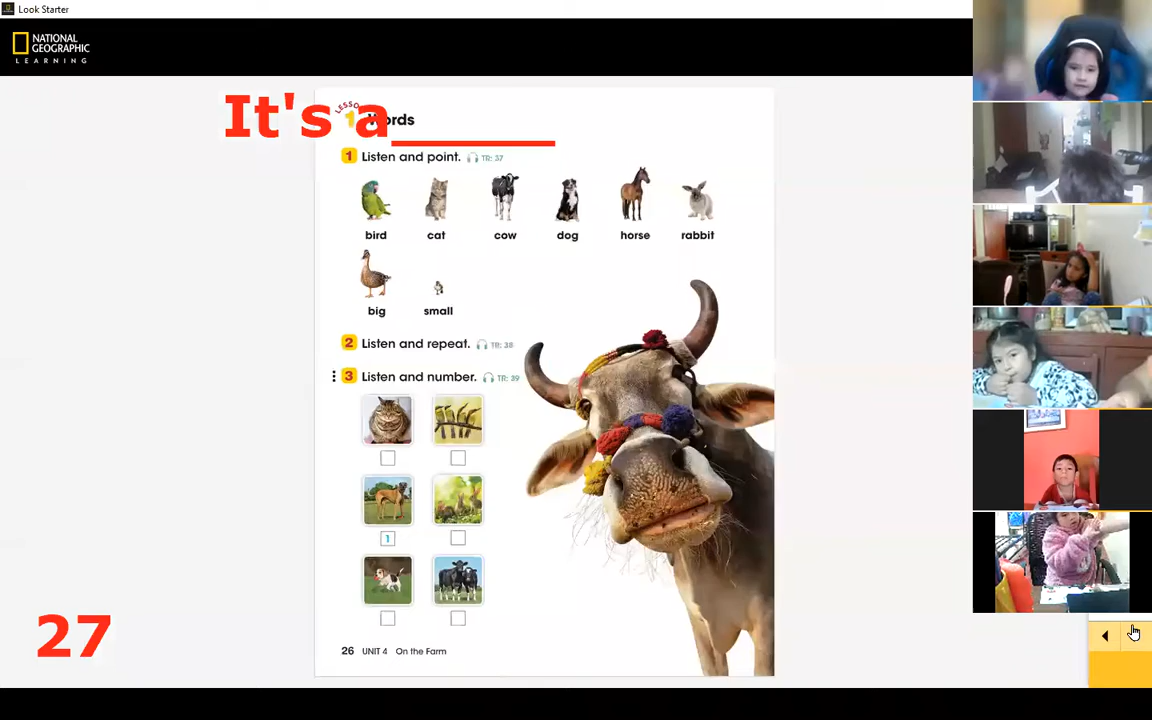 Look Starter
NATIONAL
GEOGRAPHIC
LEARNING
It's a
LESSON
1 Words
1 Listen and point. TR: 37
bird cat cow dog horse rabbit
big small
2 Listen and repeat. TR: 38
3 Listen and number. TR: 39
1
27
26 UNIT 4 On the Farm